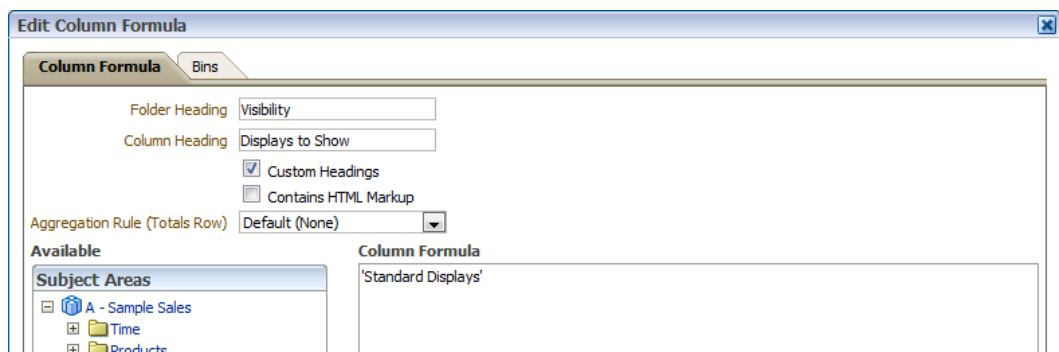 Edit Column Formula
Column Formula Bins
Folder Heading Visibility
Column Heading Displays to Show
Custom Headings
Contains HTML Markup
Aggregation Rule (Totals Row) Default (None)
Available Column Formula
Subject Areas 'Standard Displays'
A - Sample Sales
Time
Products